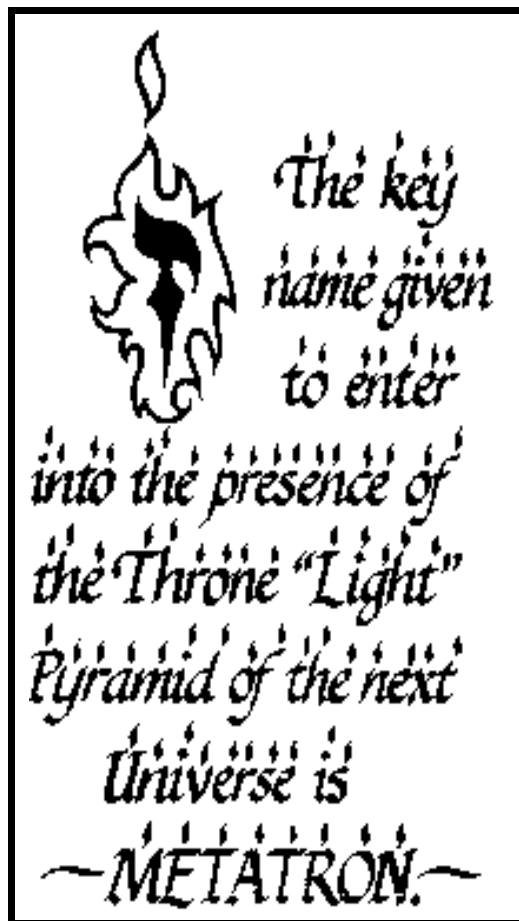 The key
name given
to enter
into the presence of
the Throne “Light”
Pyramid of the next
Universe is
~METATRON.~